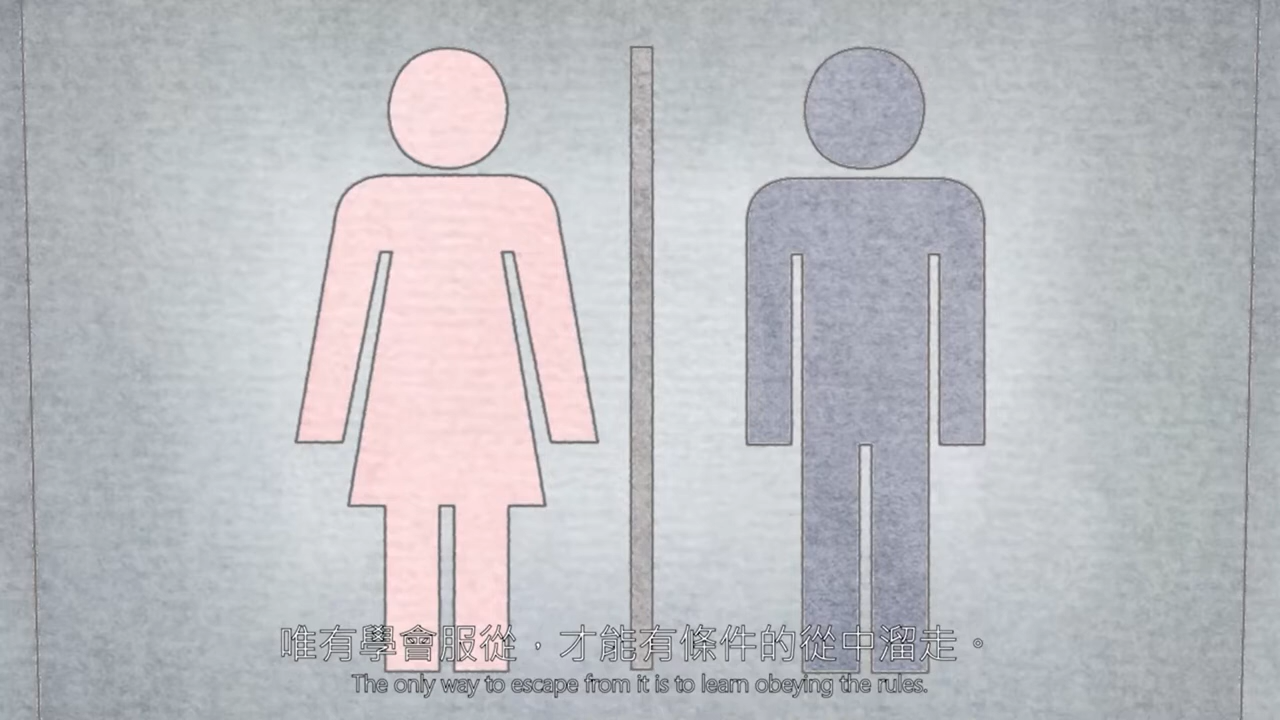 唯有學會服從，才能有條件的從中溜走。
The only way to escape from it is to learn obeying the rules.